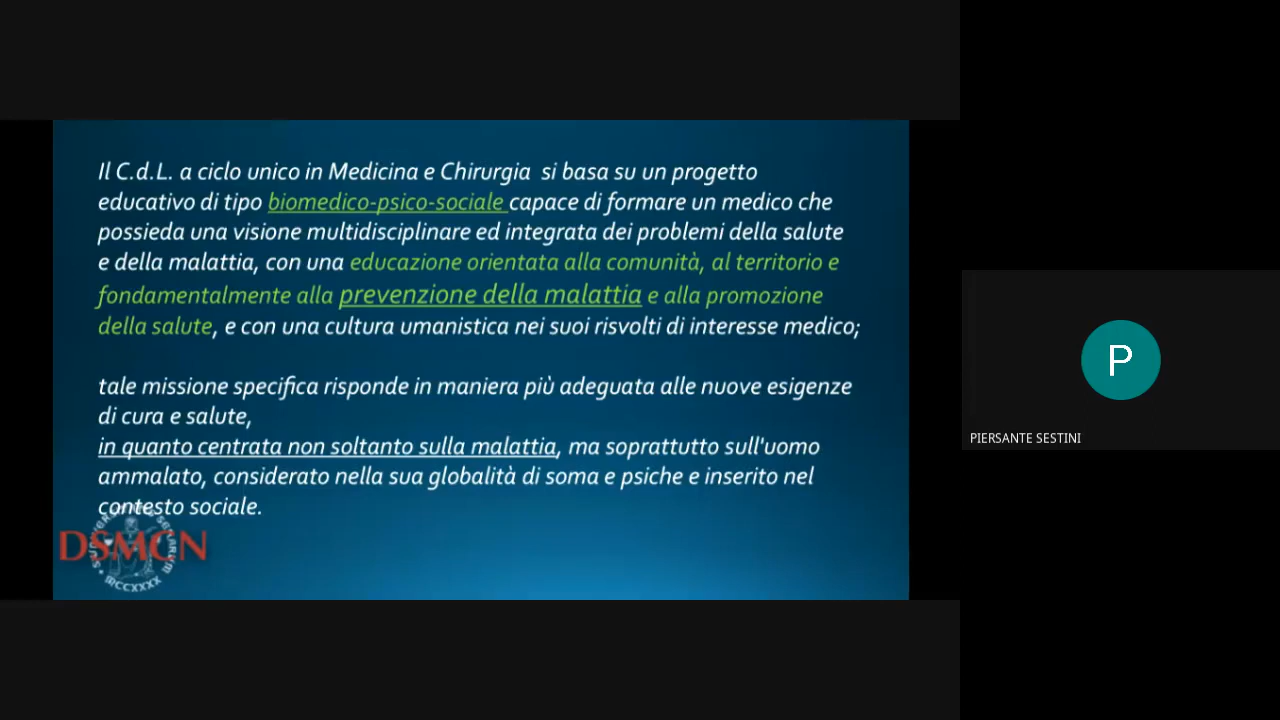 Il C.d.L. a ciclo unico in Medicina e Chirurgia si basa su un progetto
educativo di tipo biomedico-psico-sociale capace di formare un medico che
possieda una visione multidisciplinare ed integrata dei problemi della salute
e della malattia, con una educazione orientata alla comunità, al territorio e
fondamentalmente alla prevenzione della malattia e alla promozione
della salute, e con una cultura umanistica nei suoi risvolti di interesse medico;
tale missione specifica risponde in maniera più adeguata alle nuove esigenze
di cura e salute,
in quanto centrata non soltanto sulla malattia, ma soprattutto sull'uomo
ammalato, considerato nella sua globalità di soma e psiche e inserito nel
contesto sociale.
DSMCN
MCCXXXX
P
PIERSANTE SESTINI